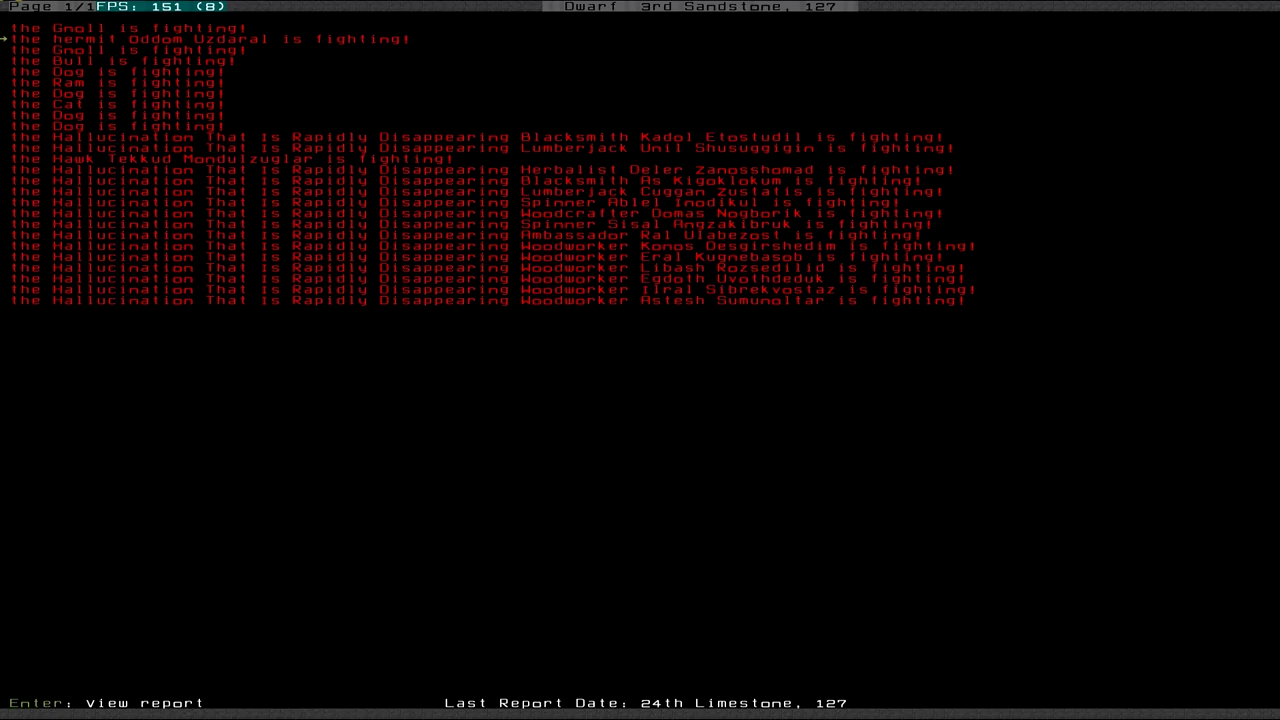 Page 1/1 FPS: 151 (8) Dwarf 3rd Sandstone, 127
the Gnoll is fighting!
the hermit Oddom Uzdaral is fighting!
the Gnoll is fighting!
the Bull is fighting!
the Dog is fighting!
the Ram is fighting!
the Dog is fighting!
the Cat is fighting!
the Dog is fighting!
the Dog is fighting!
the Hallucination That Is Rapidly Disappearing Blacksmith Kadol Etostudil is fighting!
the Hallucination That Is Rapidly Disappearing Lumberjack Unil Shusuggigin is fighting!
the Hawk Tekkud Mondulzuglar is fighting!
the Hallucination That Is Rapidly Disappearing Herbalist Deler Zanosshomad is fighting!
the Hallucination That Is Rapidly Disappearing Blacksmith As Kigoklokum is fighting!
the Hallucination That Is Rapidly Disappearing Lumberjack Cuggan Zustatis is fighting!
the Hallucination That Is Rapidly Disappearing Spinner Ablel Inodikul is fighting!
the Hallucination That Is Rapidly Disappearing Woodcrafter Domas Nogborik is fighting!
the Hallucination That Is Rapidly Disappearing Spinner Sisal Angzakibruk is fighting!
the Hallucination That Is Rapidly Disappearing Ambassador Ral Ulabezost is fighting!
the Hallucination That Is Rapidly Disappearing Woodworker Konos Desgirshedim is fighting!
the Hallucination That Is Rapidly Disappearing Woodworker Eral Kugnebasob is fighting!
the Hallucination That Is Rapidly Disappearing Woodworker Libash Rozsedilid is fighting!
the Hallucination That Is Rapidly Disappearing Woodworker Egdoth Uvothdeduk is fighting!
the Hallucination That Is Rapidly Disappearing Woodworker Ilral Sibrekvostaz is fighting!
the Hallucination That Is Rapidly Disappearing Woodworker Astesh Sumunoltar is fighting!
Enter: View report Last Report Date: 24th Limestone, 127